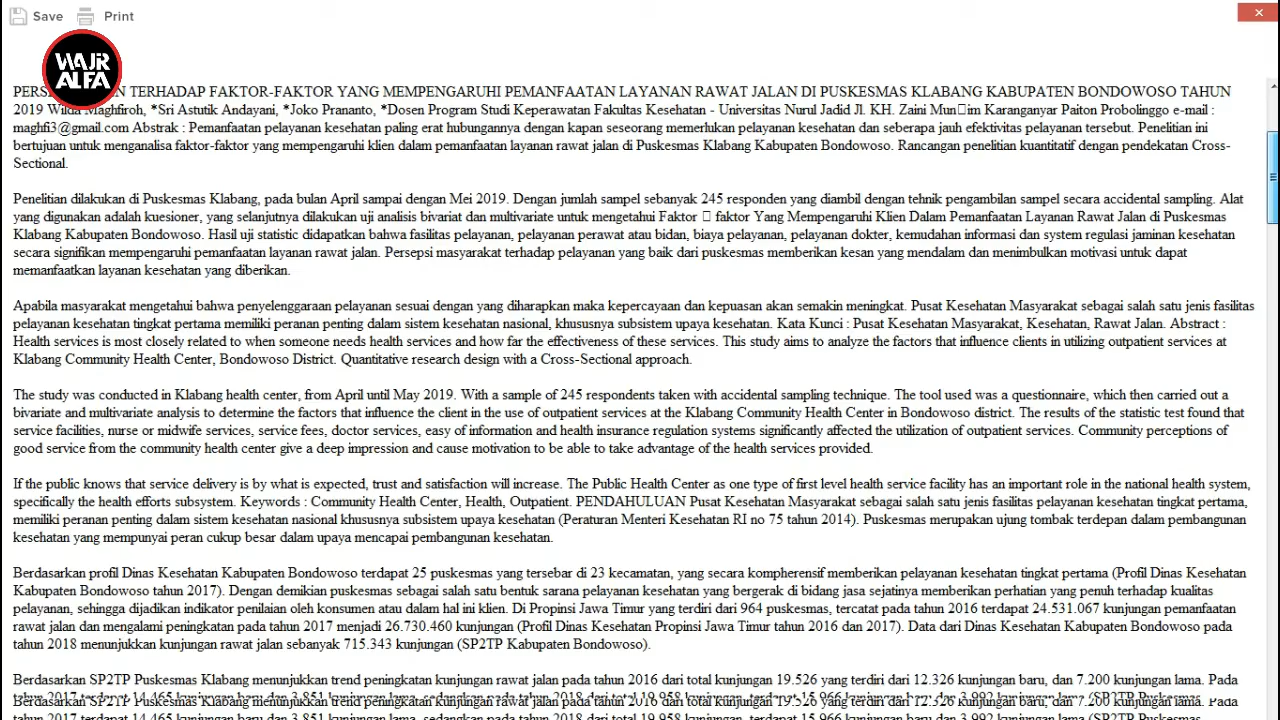 Save Print
WAJR
ALFA
TERHADAP FAKTOR-FAKTOR YANG MEMPENGARUHI PEMANFAATAN LAYANAN RAWAT JALAN DI PUSKESMAS KLABANG KABUPATEN BONDOWOSO TAHUN
2019 Wilda Maghfiroh, *Sri Astutik Andayani, *Joko Prananto, *Dosen Program Studi Keperawatan Fakultas Kesehatan - Universitas Nurul Jadid Jl. KH. Zaini Mun□im Karanganyar Paiton Probolinggo e-mail :
maghfi3@gmail.com Abstrak : Pemanfaatan pelayanan kesehatan paling erat hubungannya dengan kapan seseorang memerlukan pelayanan kesehatan dan seberapa jauh efektivitas pelayanan tersebut. Penelitian ini
bertujuan untuk menganalisa faktor-faktor yang mempengaruhi klien dalam pemanfaatan layanan rawat jalan di Puskesmas Klabang Kabupaten Bondowoso. Rancangan penelitian kuantitatif dengan pendekatan Cross-
Sectional.
Penelitian dilakukan di Puskesmas Klabang, pada bulan April sampai dengan Mei 2019. Dengan jumlah sampel sebanyak 245 responden yang diambil dengan tehnik pengambilan sampel secara accidental sampling. Alat
yang digunakan adalah kuesioner, yang selanjutnya dilakukan uji analisis bivariat dan multivariate untuk mengetahui Faktor □ faktor Yang Mempengaruhi Klien Dalam Pemanfaatan Layanan Rawat Jalan di Puskesmas
Klabang Kabupaten Bondowoso. Hasil uji statistic didapatkan bahwa fasilitas pelayanan, pelayanan perawat atau bidan, biaya pelayanan, pelayanan dokter, kemudahan informasi dan system regulasi jaminan kesehatan
secara signifikan mempengaruhi pemanfaatan layanan rawat jalan. Persepsi masyarakat terhadap pelayanan yang baik dari puskesmas memberikan kesan yang mendalam dan menimbulkan motivasi untuk dapat
memanfaatkan layanan kesehatan yang diberikan.
Apabila masyarakat mengetahui bahwa penyelenggaraan pelayanan sesuai dengan yang diharapkan maka kepercayaan dan kepuasan akan semakin meningkat. Pusat Kesehatan Masyarakat sebagai salah satu jenis fasilitas
pelayanan kesehatan tingkat pertama memiliki peranan penting dalam sistem kesehatan nasional, khususnya subsistem upaya kesehatan. Kata Kunci : Pusat Kesehatan Masyarakat, Kesehatan, Rawat Jalan. Abstract :
Health services is most closely related to when someone needs health services and how far the effectiveness of these services. This study aims to analyze the factors that influence clients in utilizing outpatient services at
Klabang Community Health Center, Bondowoso District. Quantitative research design with a Cross-Sectional approach.
The study was conducted in Klabang health center, from April until May 2019. With a sample of 245 respondents taken with accidental sampling technique. The tool used was a questionnaire, which then carried out a
bivariate and multivariate analysis to determine the factors that influence the client in the use of outpatient services at the Klabang Community Health Center in Bondowoso district. The results of the statistic test found that
service facilities, nurse or midwife services, service fees, doctor services, easy of information and health insurance regulation systems significantly affected the utilization of outpatient services. Community perceptions of
good service from the community health center give a deep impression and cause motivation to be able to take advantage of the health services provided.
If the public knows that service delivery is by what is expected, trust and satisfaction will increase. The Public Health Center as one type of first level health service facility has an important role in the national health system,
specifically the health efforts subsystem. Keywords : Community Health Center, Health, Outpatient. PENDAHULUAN Pusat Kesehatan Masyarakat sebagai salah satu jenis fasilitas pelayanan kesehatan tingkat pertama,
memiliki peranan penting dalam sistem kesehatan nasional khususnya subsistem upaya kesehatan (Peraturan Menteri Kesehatan RI no 75 tahun 2014). Puskesmas merupakan ujung tombak terdepan dalam pembangunan
kesehatan yang mempunyai peran cukup besar dalam upaya mencapai pembangunan kesehatan.
Berdasarkan profil Dinas Kesehatan Kabupaten Bondowoso terdapat 25 puskesmas yang tersebar di 23 kecamatan, yang secara kompherensif memberikan pelayanan kesehatan tingkat pertama (Profil Dinas Kesehatan
Kabupaten Bondowoso tahun 2017). Dengan demikian puskesmas sebagai salah satu bentuk sarana pelayanan kesehatan yang bergerak di bidang jasa sejatinya memberikan perhatian yang penuh terhadap kualitas
pelayanan, sehingga dijadikan indikator penilaian oleh konsumen atau dalam hal ini klien. Di Propinsi Jawa Timur yang terdiri dari 964 puskesmas, tercatat pada tahun 2016 terdapat 24.531.067 kunjungan pemanfaatan
rawat jalan dan mengalami peningkatan pada tahun 2017 menjadi 26.730.460 kunjungan (Profil Dinas Kesehatan Propinsi Jawa Timur tahun 2016 dan 2017). Data dari Dinas Kesehatan Kabupaten Bondowoso pada
tahun 2018 menunjukkan kunjungan rawat jalan sebanyak 715.343 kunjungan (SP2TP Kabupaten Bondowoso).
Berdasarkan SP2TP Puskesmas Klabang menunjukkan trend peningkatan kunjungan rawat jalan pada tahun 2016 dari total kunjungan 19.526 yang terdiri dari 12.326 kunjungan baru, dan 7.200 kunjungan lama. Pada
tahun 2017 terdapat 14.465 kunjungan baru dan 3.851 kunjungan lama, sedangkan pada tahun 2018 dari total kunjungan 19.958 kunjungan, terdapat 15.966 kunjungan baru dan 3.992 kunjungan lama (SP2TP Puskesmas